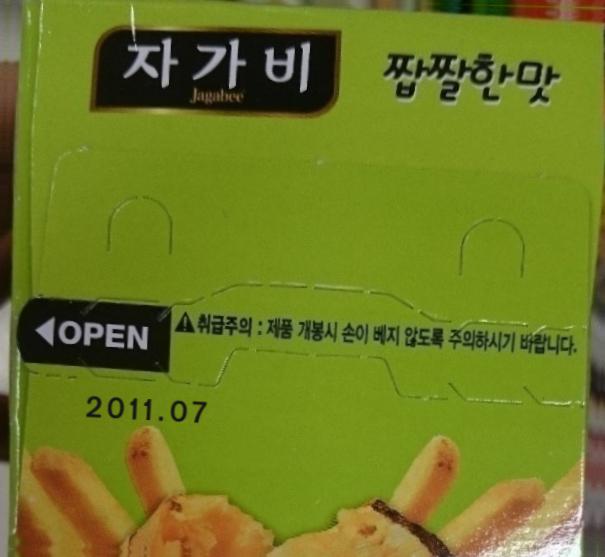 자가비
Jagabee
짭짤한맛
OPEN
취급주의 : 제품 개봉시 손이 베지 않도록 주의하시기 바랍니다.
2011.07